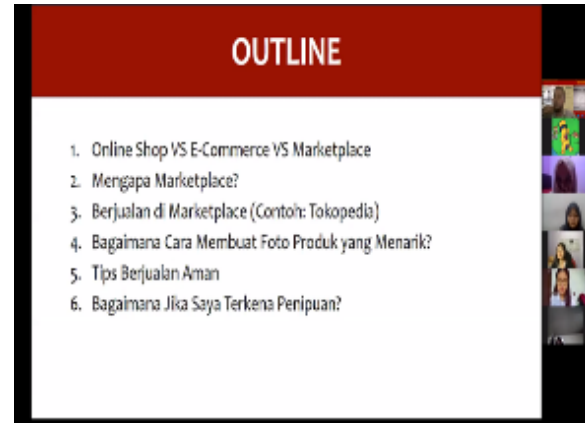 OUTLINE
1. Online Shop VS E-Commerce VS Marketplace
2. Mengapa Marketplace?
3. Berjualan di Marketplace (Contoh: Tokopedia)
4. Bagaimana Cara Membuat Foto Produk yang Menarik?
5. Tips Berjualan Aman
6. Bagaimana Jika Saya Terkena Penipuan?